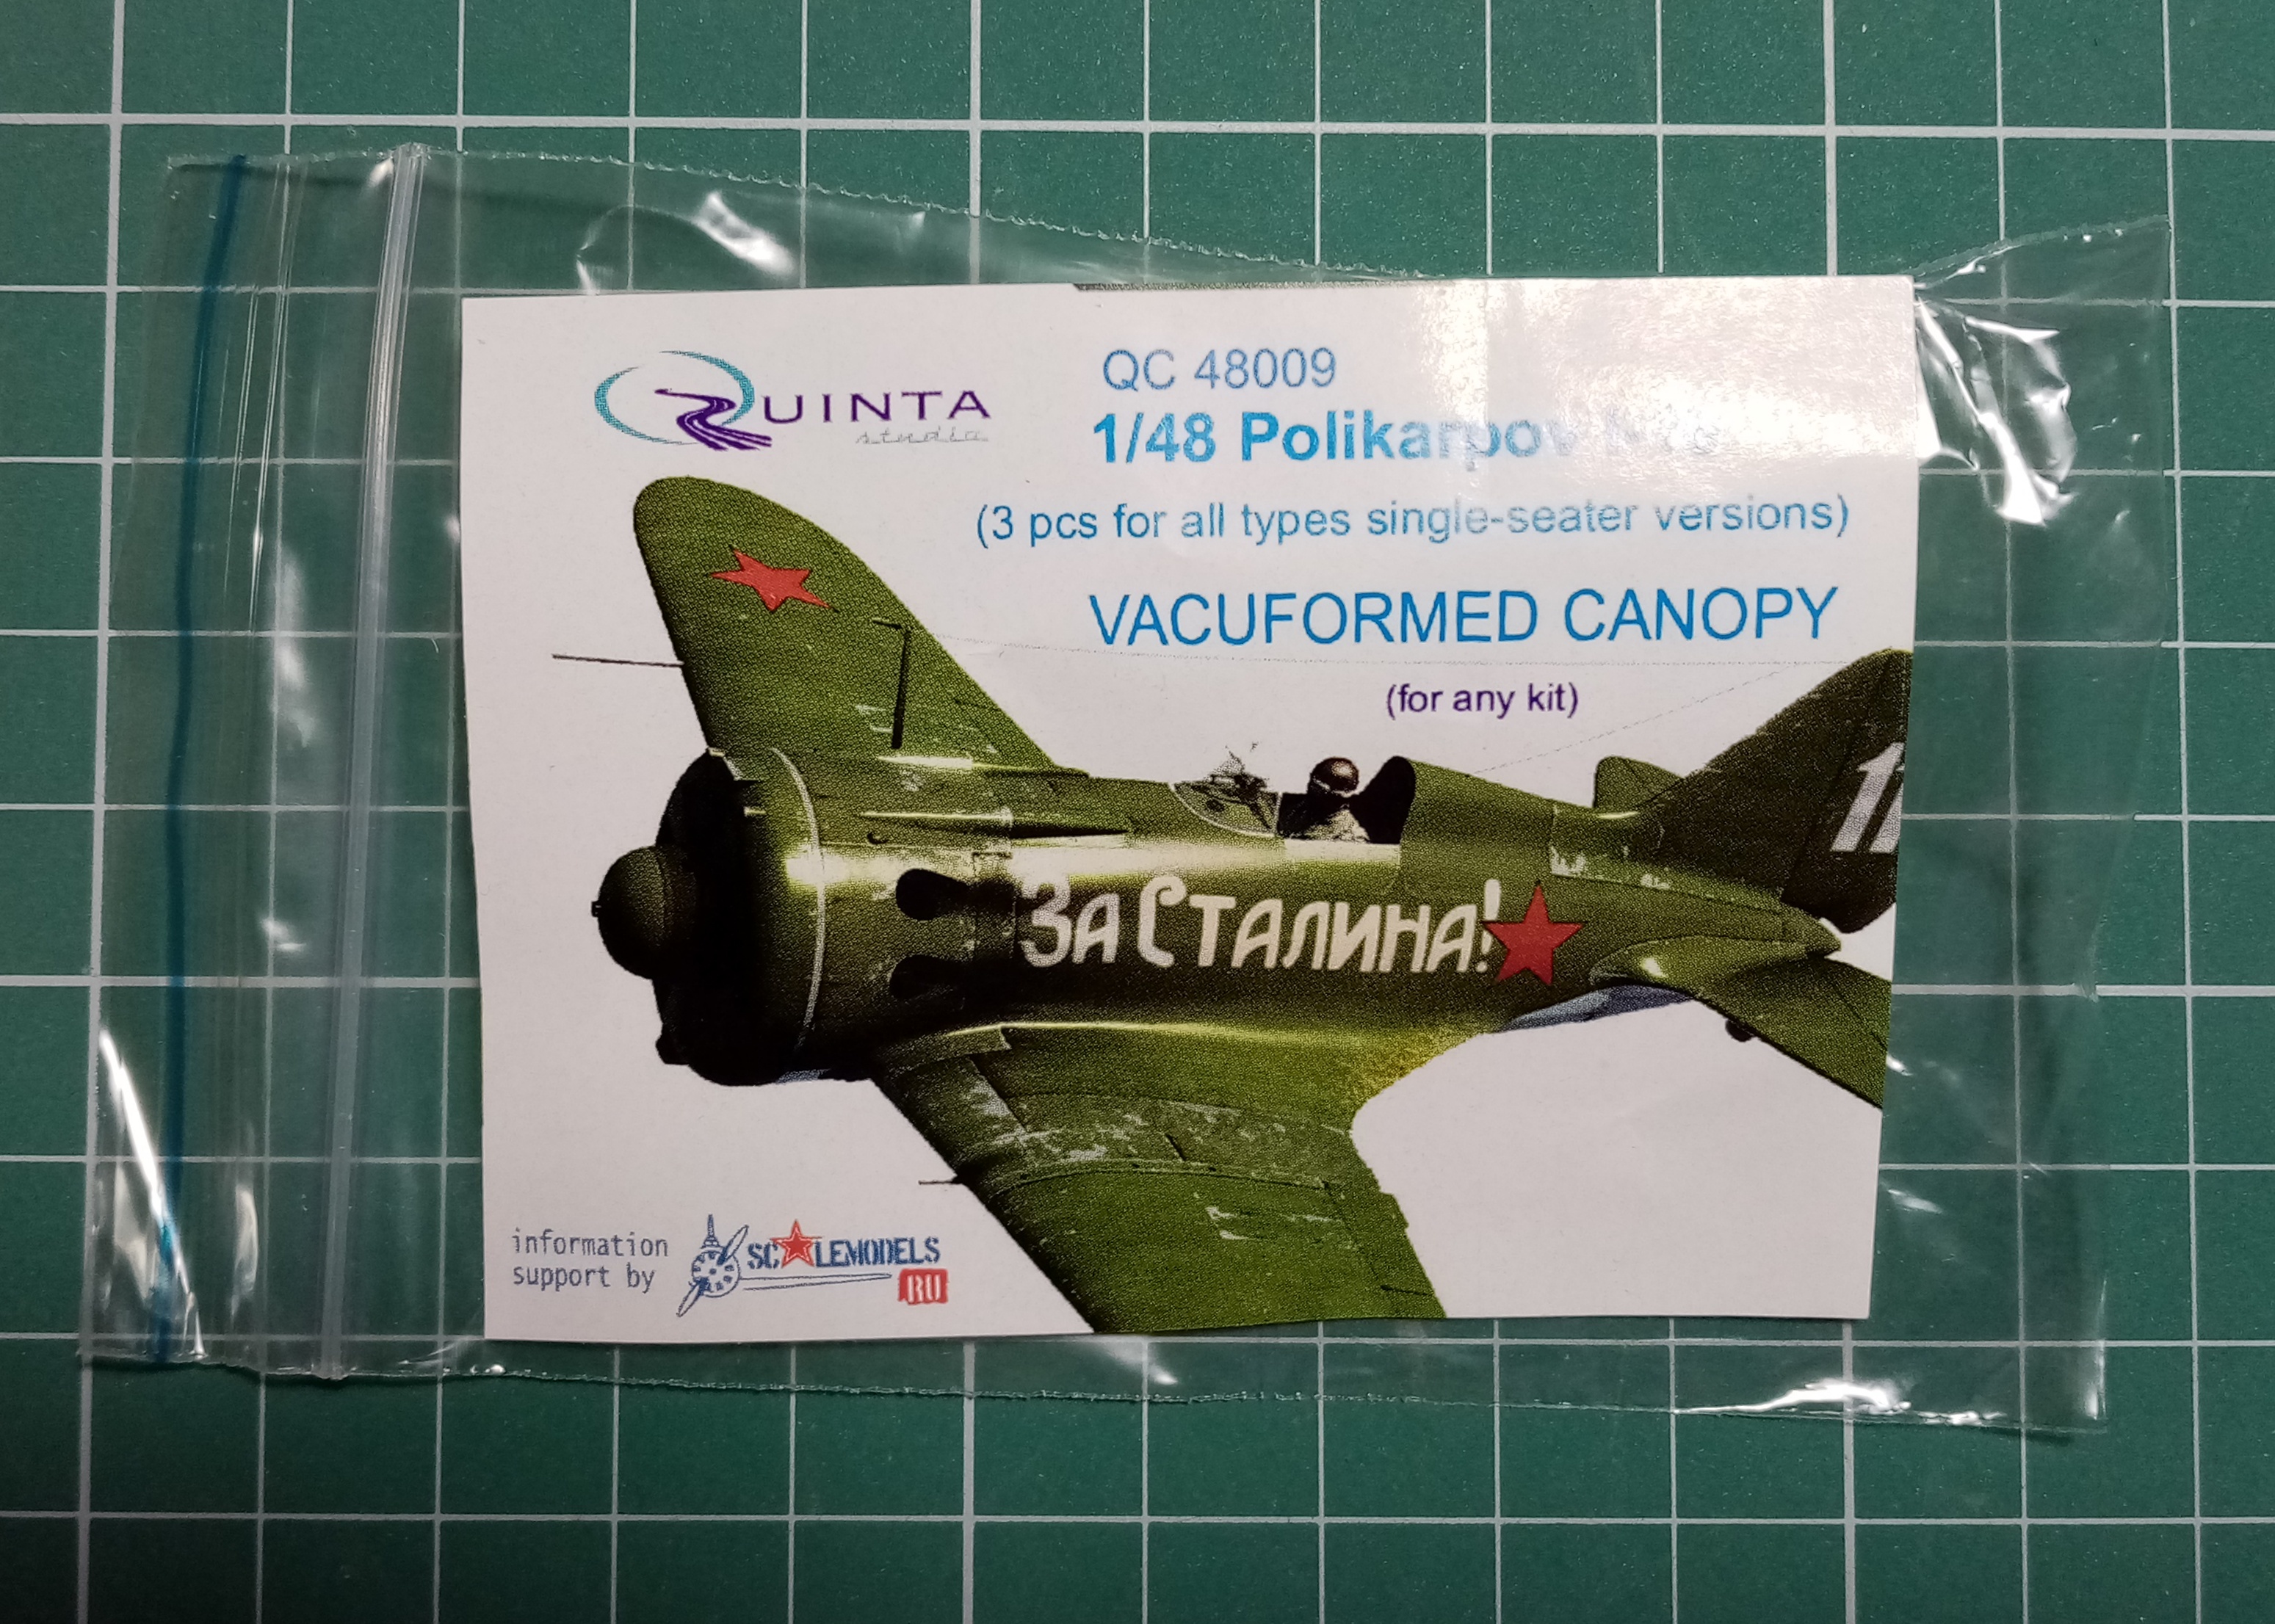 QUINTA
studio
QC 48009
1/48 Polikarpov
(3 pcs for all types single-seater versions)
VACUFORMED CANOPY
(for any kit)
За Сталина!
information
support by
SCALEMODELS
RU